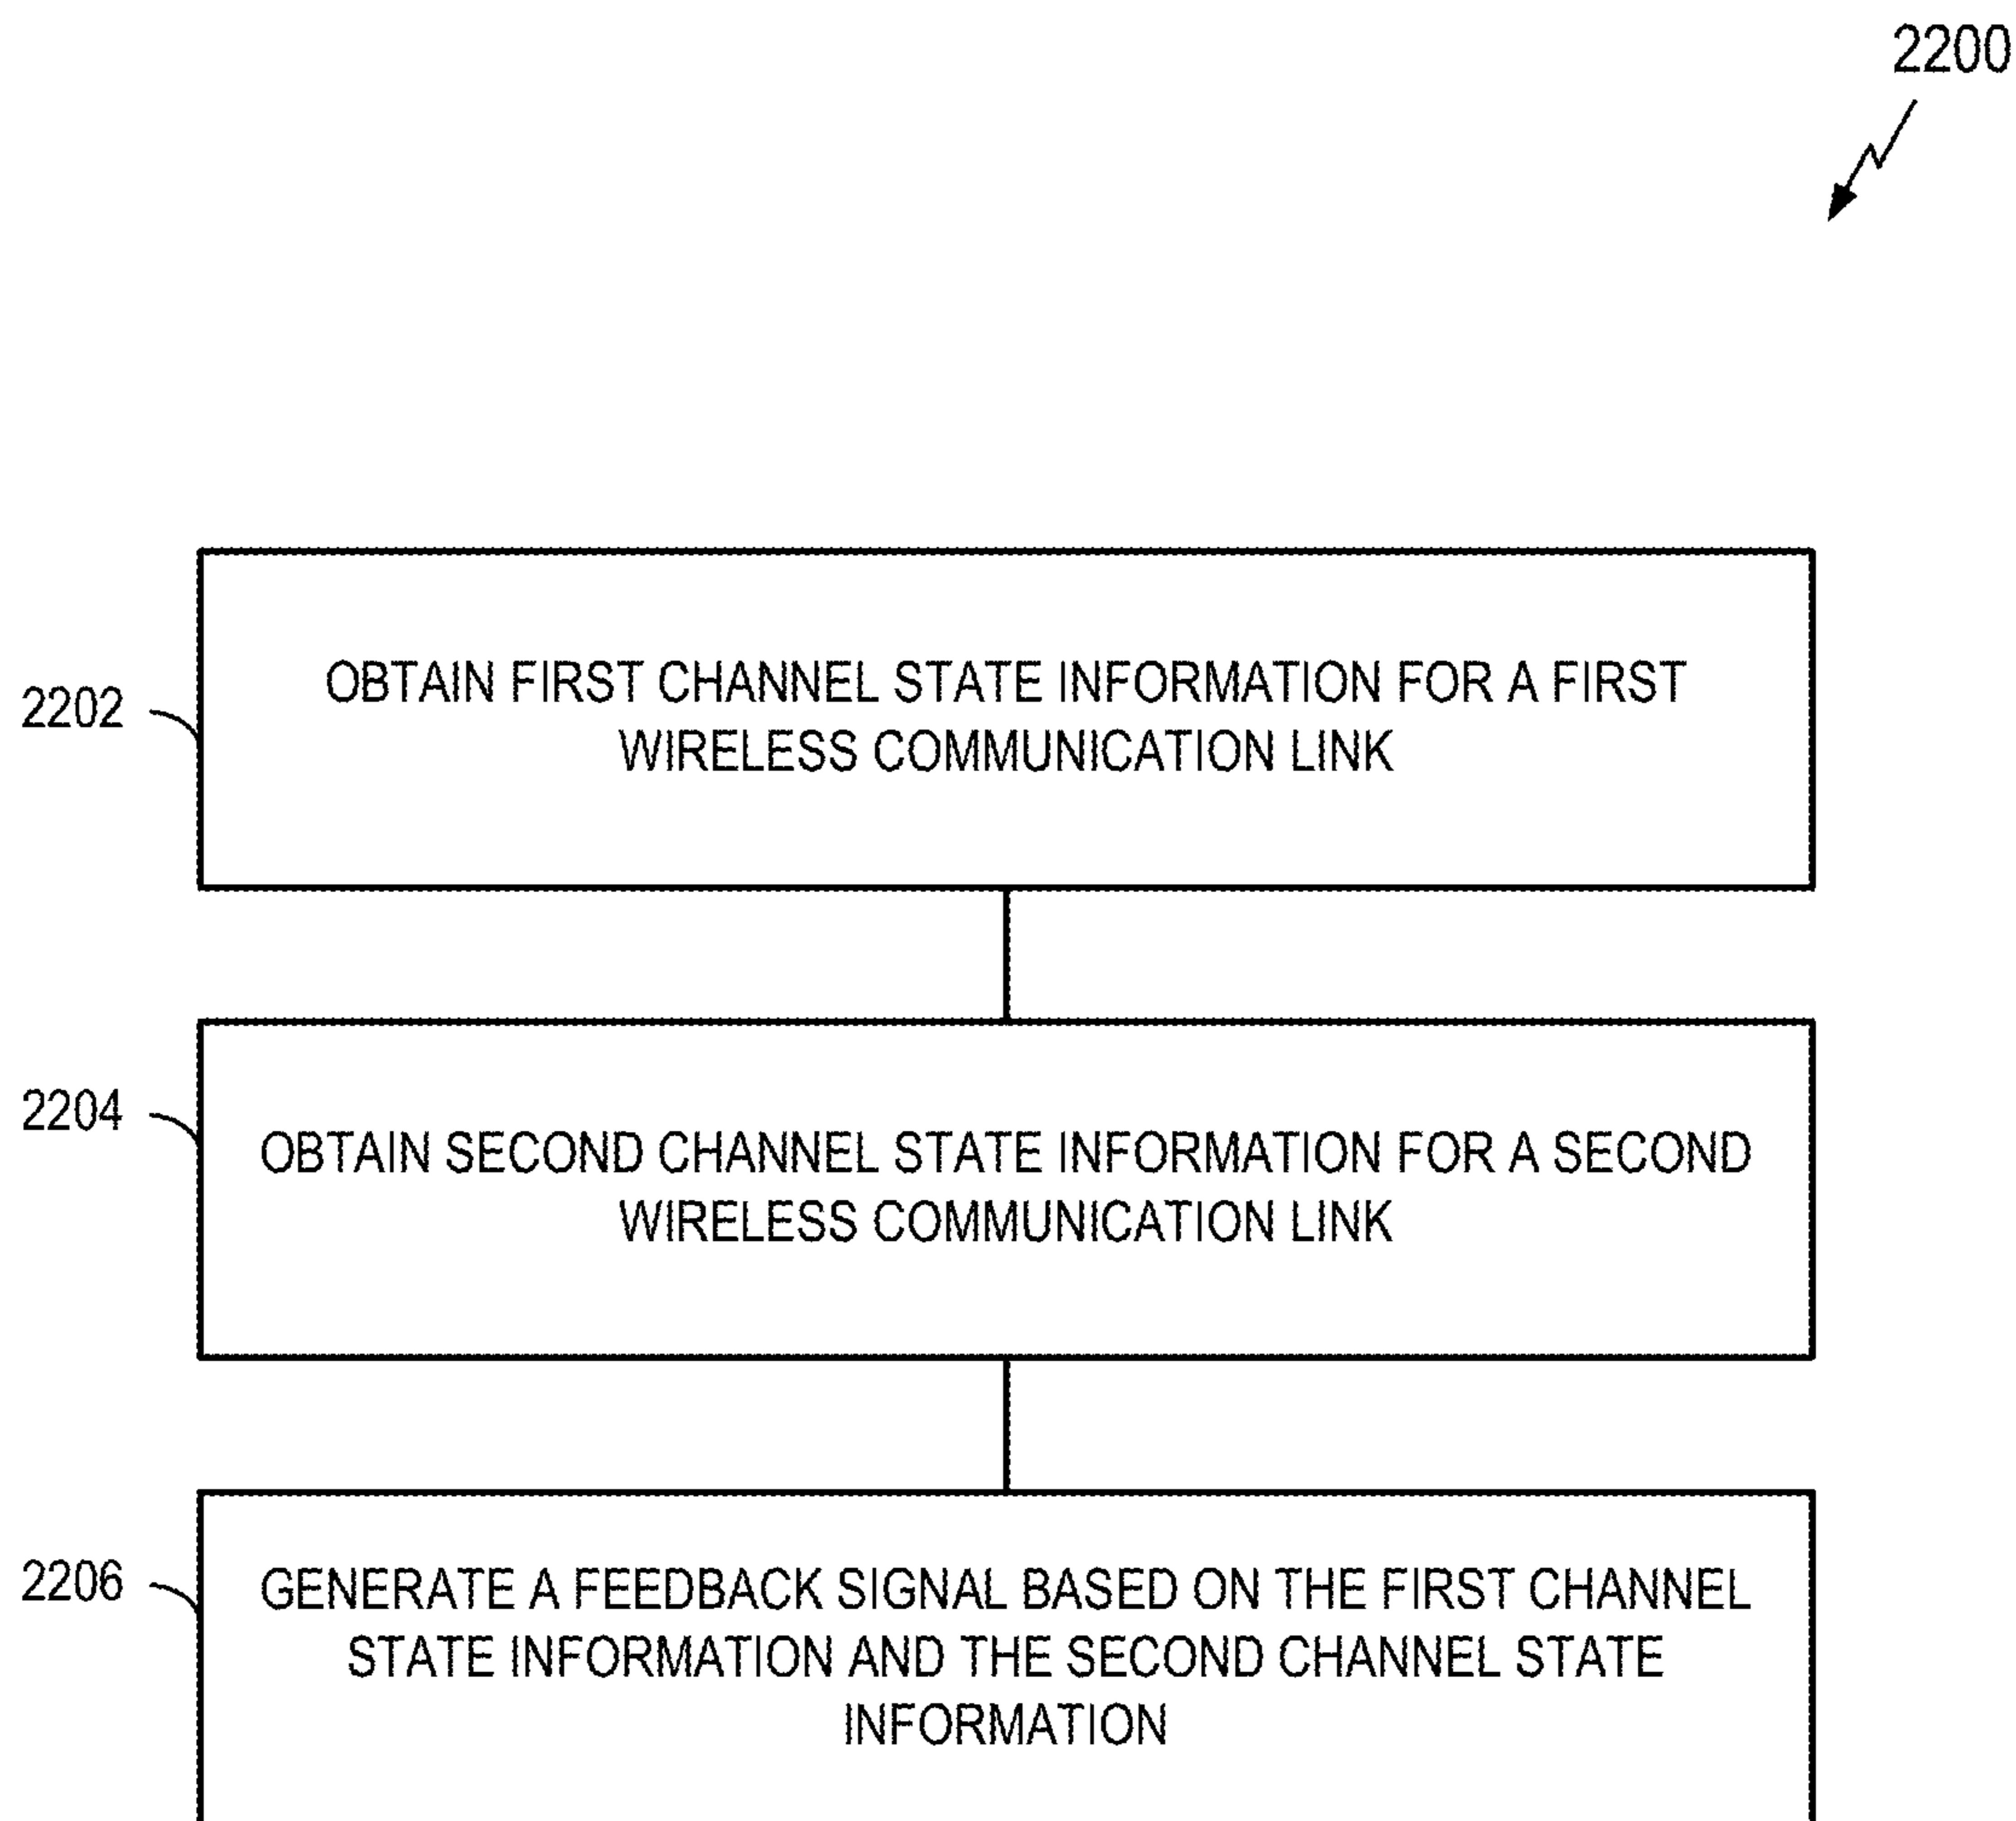 2200
2202
OBTAIN FIRST CHANNEL STATE INFORMATION FOR A FIRST
WIRELESS COMMUNICATION LINK
2204
OBTAIN SECOND CHANNEL STATE INFORMATION FOR A SECOND
WIRELESS COMMUNICATION LINK
2206
GENERATE A FEEDBACK SIGNAL BASED ON THE FIRST CHANNEL
STATE INFORMATION AND THE SECOND CHANNEL STATE
INFORMATION